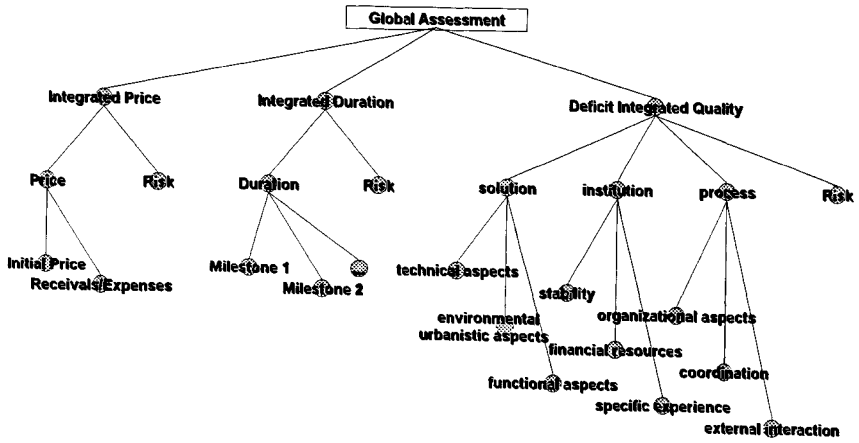 Global Assessment
Integrated Price
Integrated Duration
Deficit Integrated Quality
Price
Risk
Duration
Risk
solution
institution
process
Risk
Initial Price
Receivals/Expenses
Milestone 1
Milestone 2
technical aspects
environmental
urbanistic aspects
functional aspects
stability
financial resources
specific experience
organizational aspects
coordination
external interaction